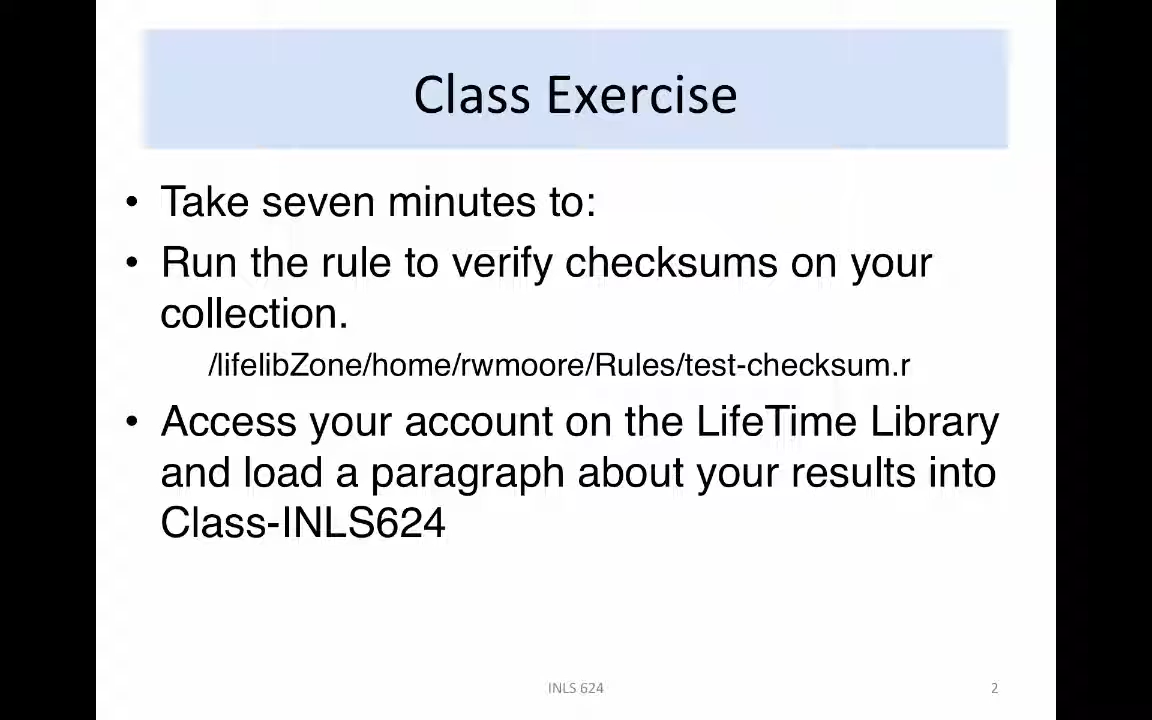 Class Exercise
• Take seven minutes to:
• Run the rule to verify checksums on your
collection.
/lifelibZone/home/rwmoore/Rules/test-checksum.r
• Access your account on the LifeTime Library
and load a paragraph about your results into
Class-INLS624
INLS 624
2